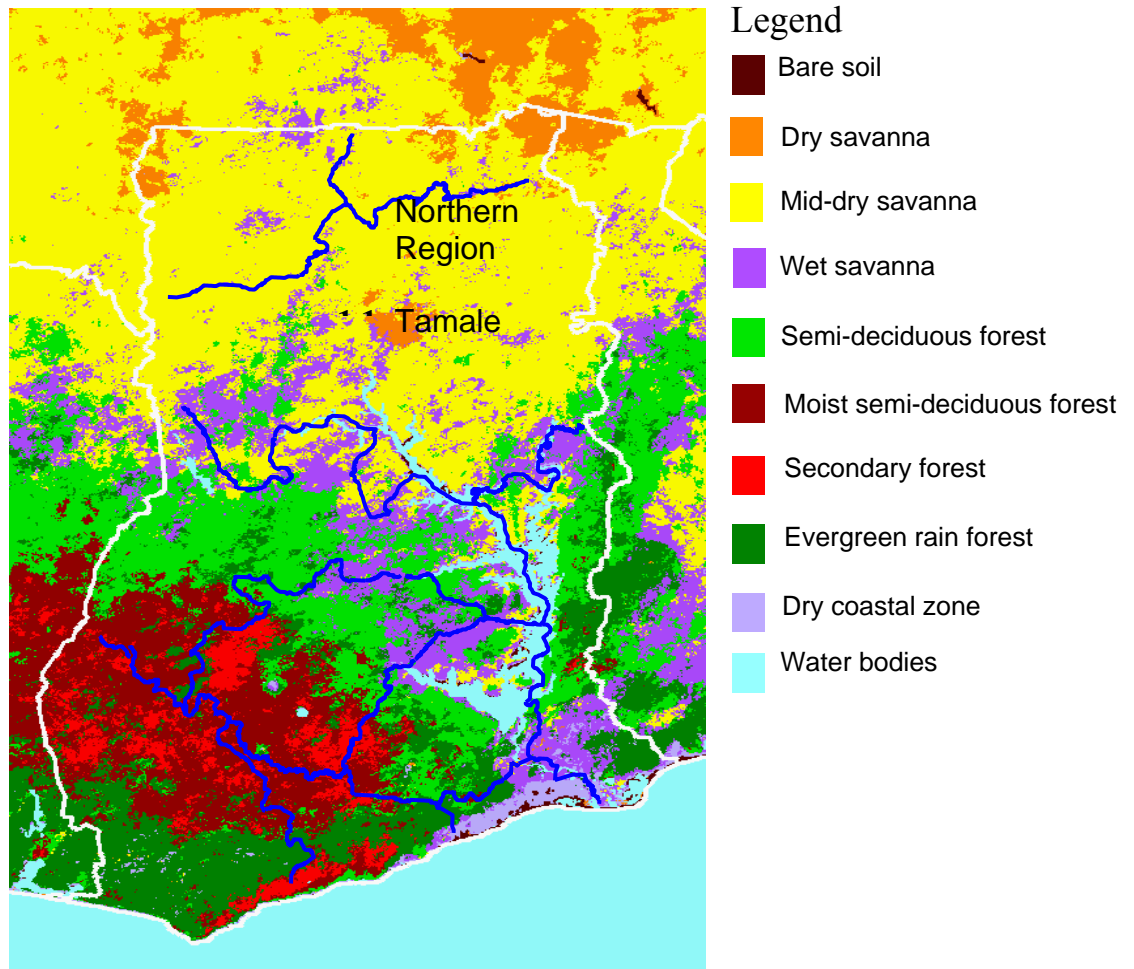 Legend
Bare soil
Dry savanna
Mid-dry savanna
Wet savanna
Semi-deciduous forest
Moist semi-deciduous forest
Secondary forest
Evergreen rain forest
Dry coastal zone
Water bodies
Northern
Region
Tamale